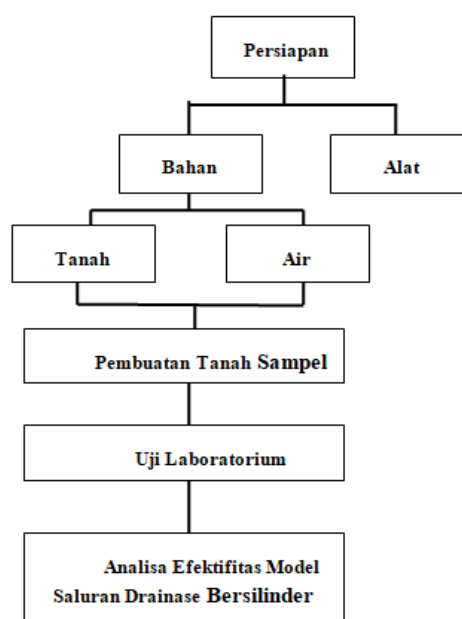 Persiapan
Bahan
Alat
Tanah
Air
Pembuatan Tanah Sampel
Uji Laboratorium
Analisa Efektifitas Model
Saluran Drainase Bersilinder